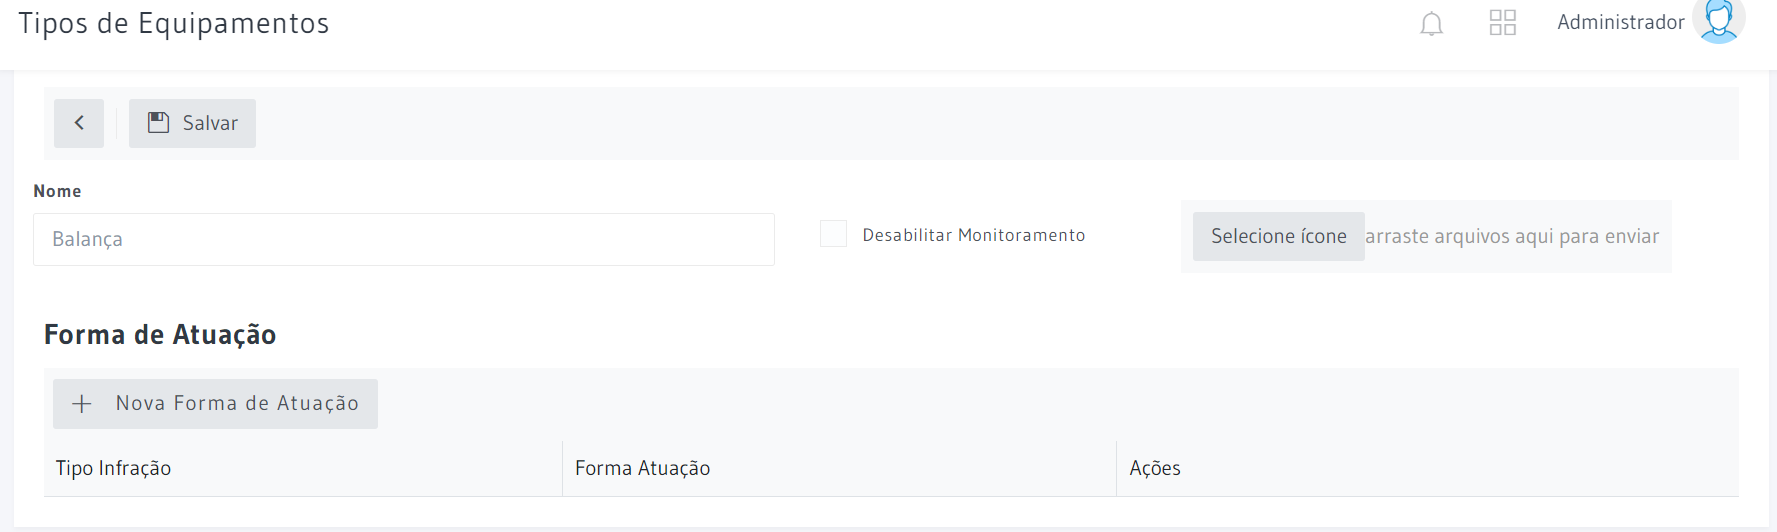 Tipos de Equipamentos
Administrador
Salvar
Nome
Balança
Desabilitar Monitoramento
Selecione ícone arraste arquivos aqui para enviar
Forma de Atuação
Nova Forma de Atuação
Tipo Infração Forma Atuação Ações